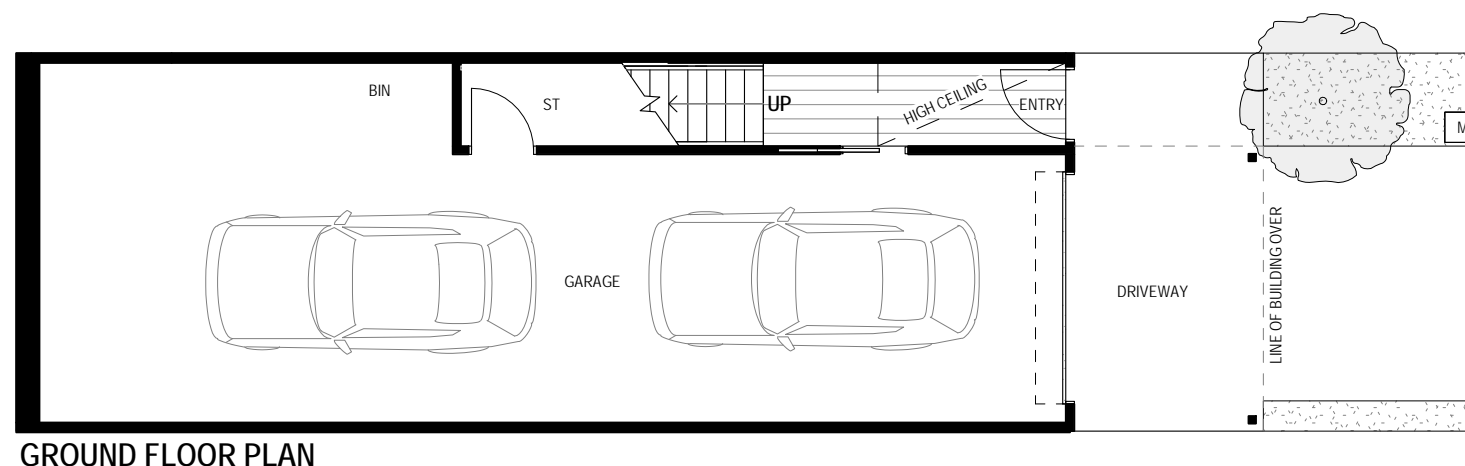 BIN
ST
UP
HIGH CEILING
ENTRY
M
GARAGE
DRIVEWAY
LINE OF BUILDING OVER
GROUND FLOOR PLAN